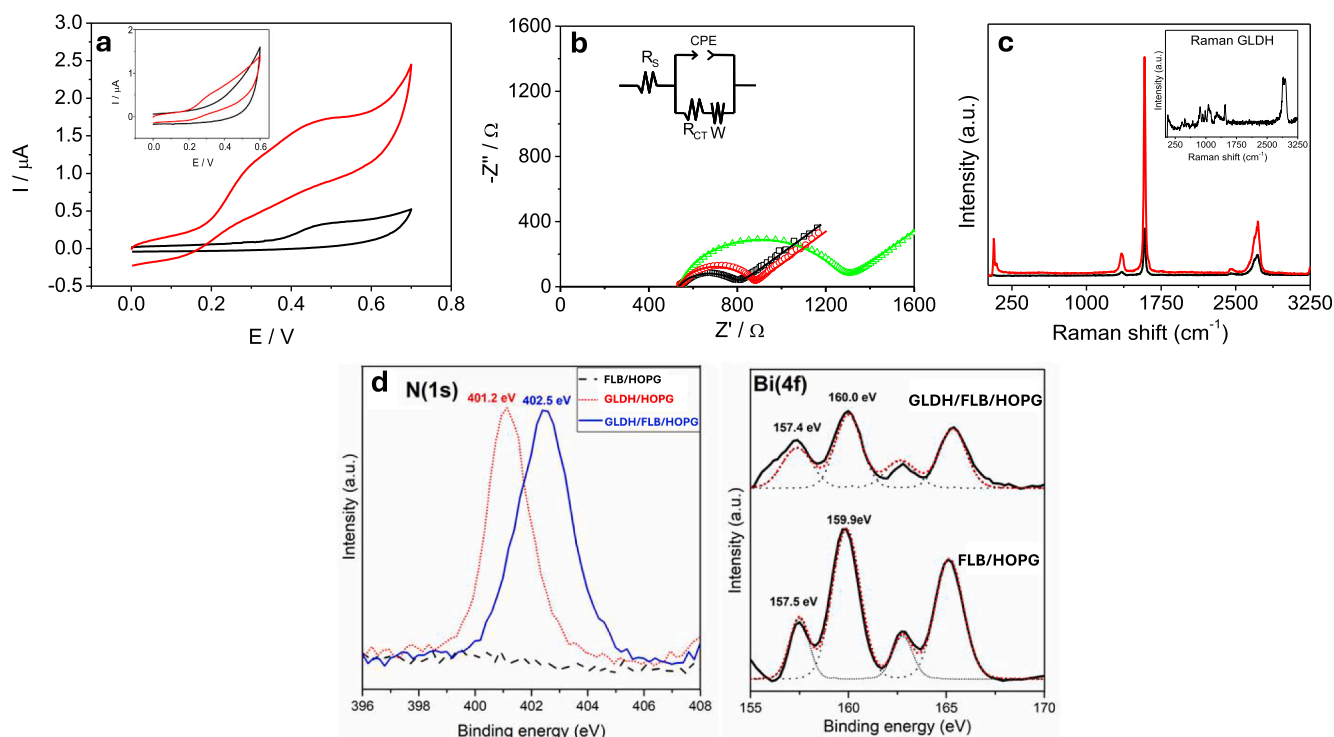 a
3.0
2.5
2.0
1.5
1.0
0.5
0.0
-0.5
0.0 0.2 0.4 0.6 0.8
I / µA
E / V
2
1
0
0.0 0.2 0.4 0.6
I / µA
E / V
b
1600
1200
800
400
0
0 400 800 1200 1600
-Z'' / Ω
Z' / Ω
CPE
RS
RCT W
c
Intensity (a.u.)
250 1000 1750 2500 3250
Raman shift (cm-1)
Raman GLDH
Intensity (a.u.)
250 1000 1750 2500 3250
Raman shift (cm-1)
d
N(1s)
FLB/HOPG
GLDH/HOPG
GLDH/FLB/HOPG
401.2 eV 402.5 eV
Intensity (a.u.)
396 398 400 402 404 406 408
Binding energy (eV)
Bi(4f)
GLDH/FLB/HOPG
160.0 eV
157.4 eV
159.9eV
FLB/HOPG
157.5 eV
Intensity (a.u.)
155 160 165 170
Binding energy (eV)